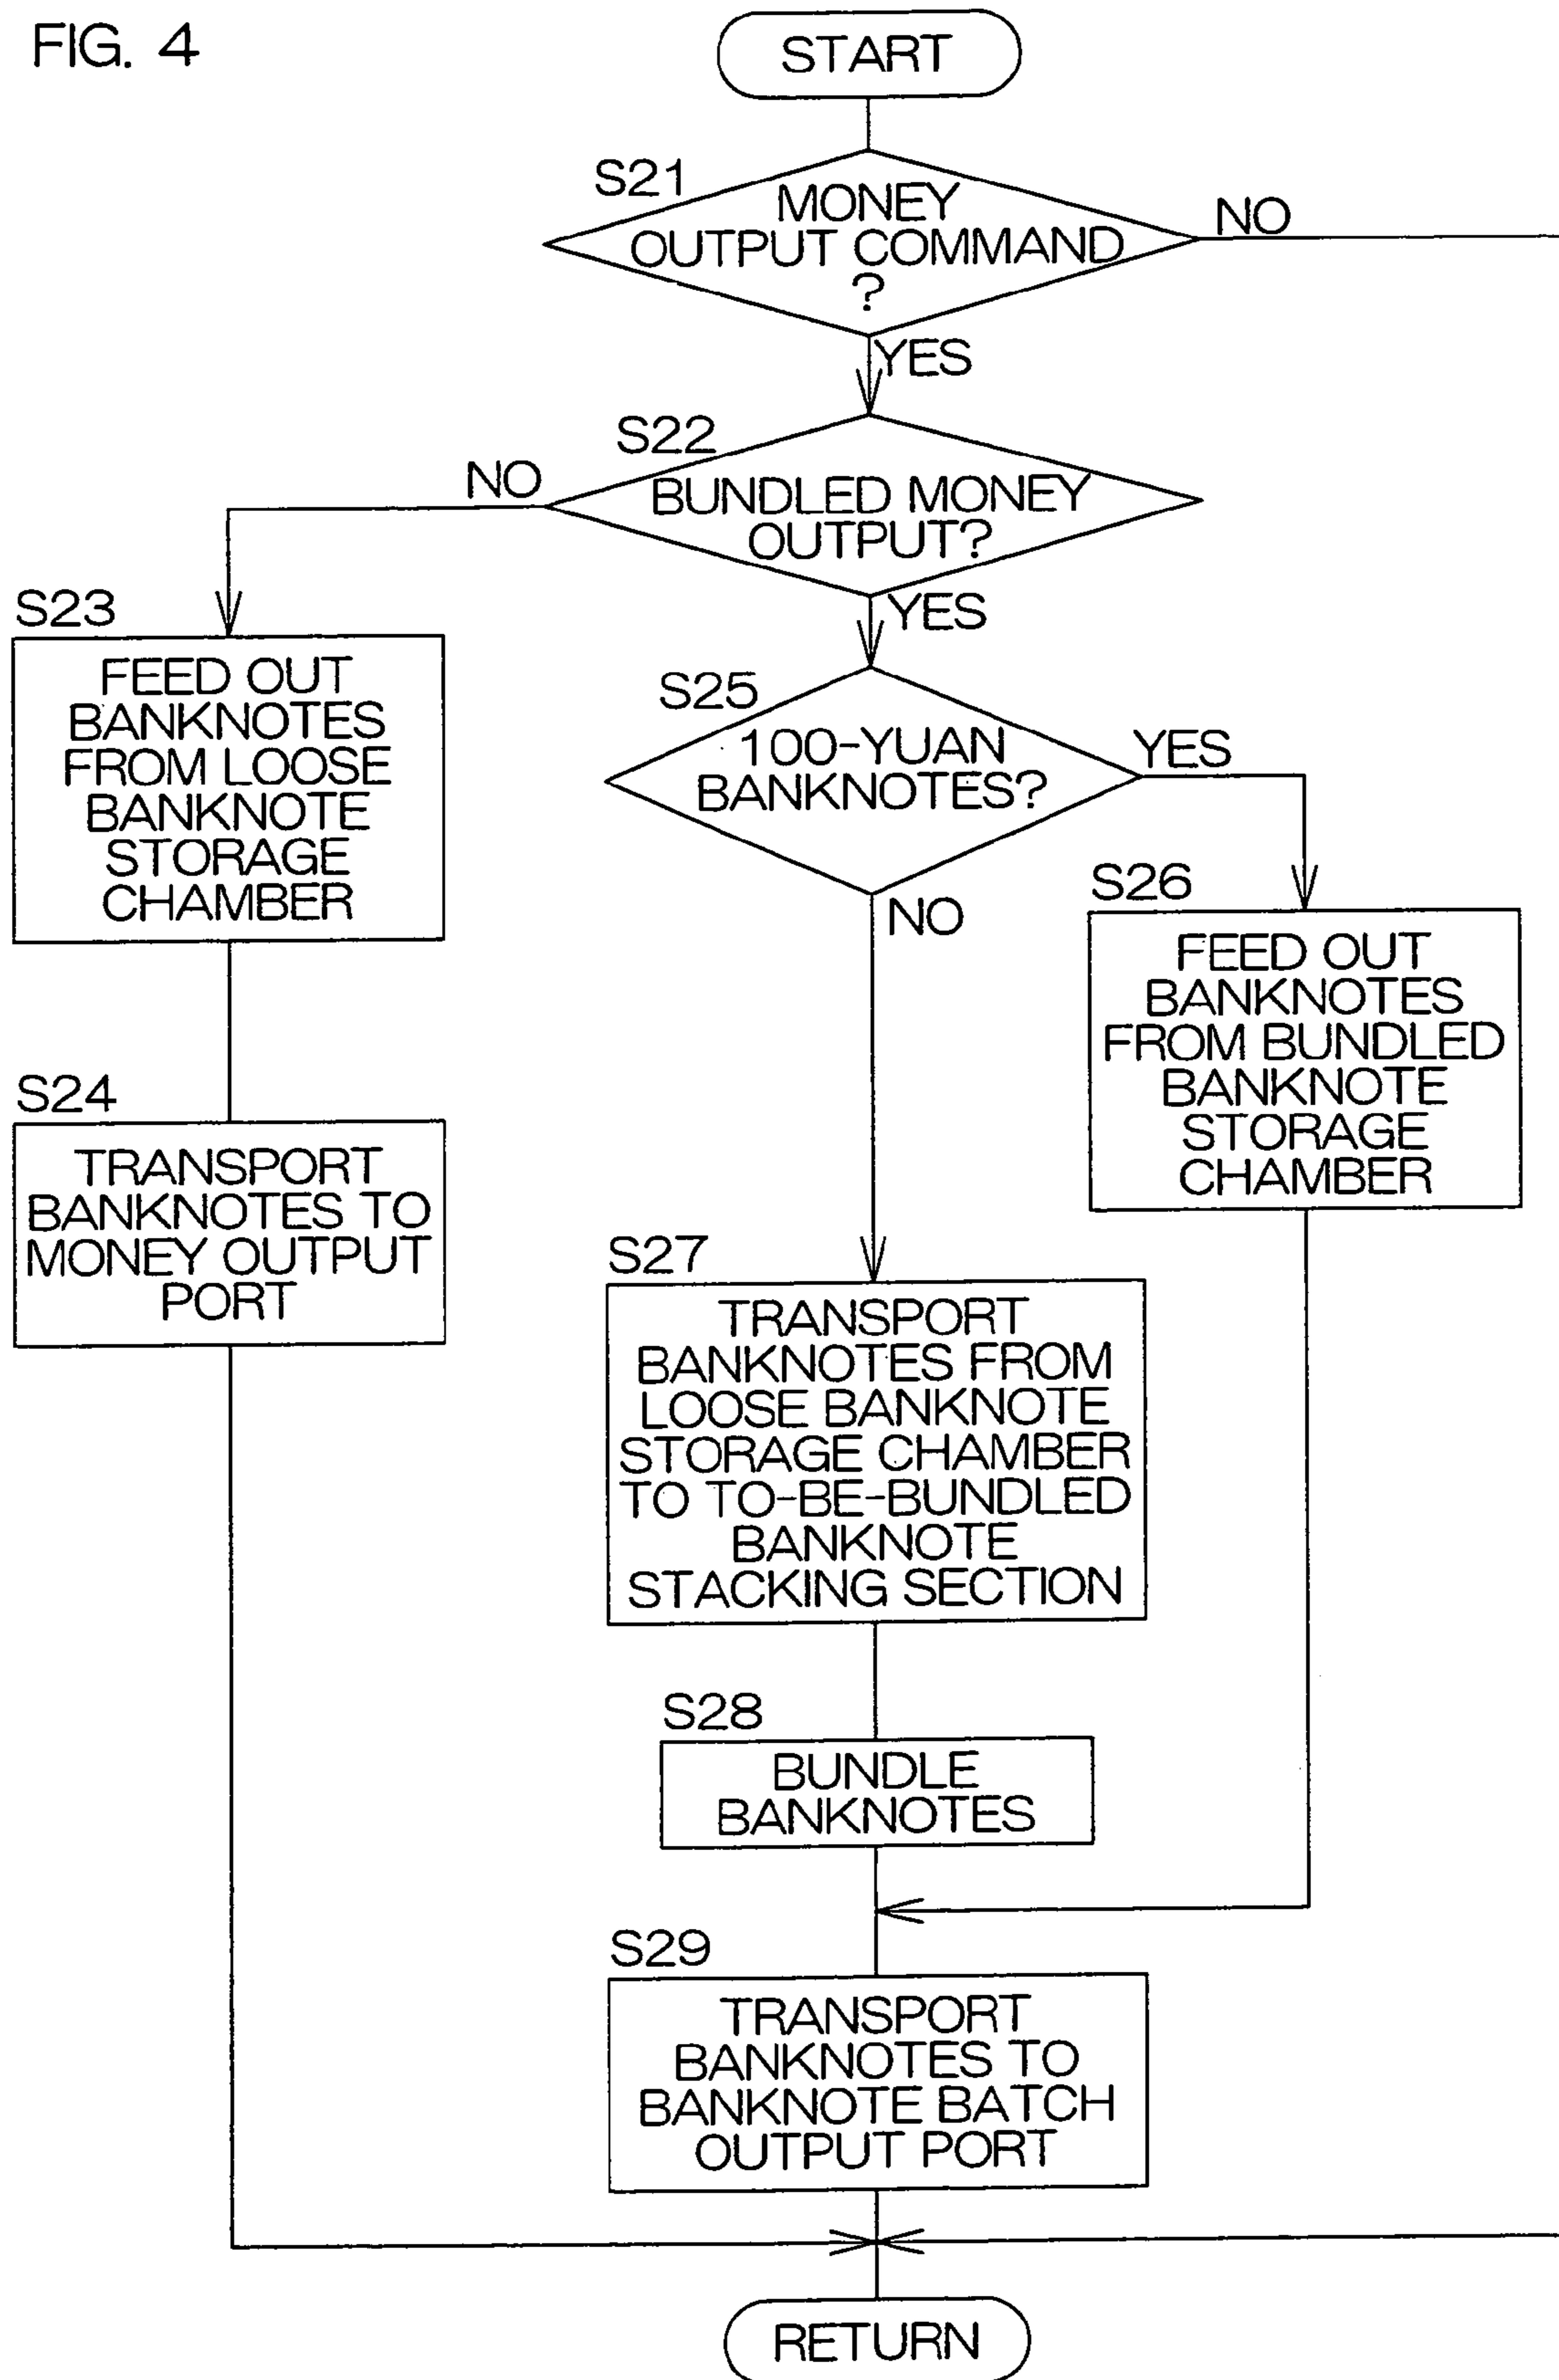 FIG. 4
START
S21
MONEY
OUTPUT COMMAND
?
NO
YES
S22
BUNDLED MONEY
OUTPUT?
NO
YES
S23
FEED OUT
BANKNOTES
FROM LOOSE
BANKNOTE
STORAGE
CHAMBER
S24
TRANSPORT
BANKNOTES TO
MONEY OUTPUT
PORT
S25
100-YUAN
BANKNOTES?
YES
NO
S26
FEED OUT
BANKNOTES
FROM BUNDLED
BANKNOTE
STORAGE
CHAMBER
S27
TRANSPORT
BANKNOTES FROM
LOOSE BANKNOTE
STORAGE CHAMBER
TO TO-BE-BUNDLED
BANKNOTE
STACKING SECTION
S28
BUNDLE
BANKNOTES
S29
TRANSPORT
BANKNOTES TO
BANKNOTE BATCH
OUTPUT PORT
RETURN